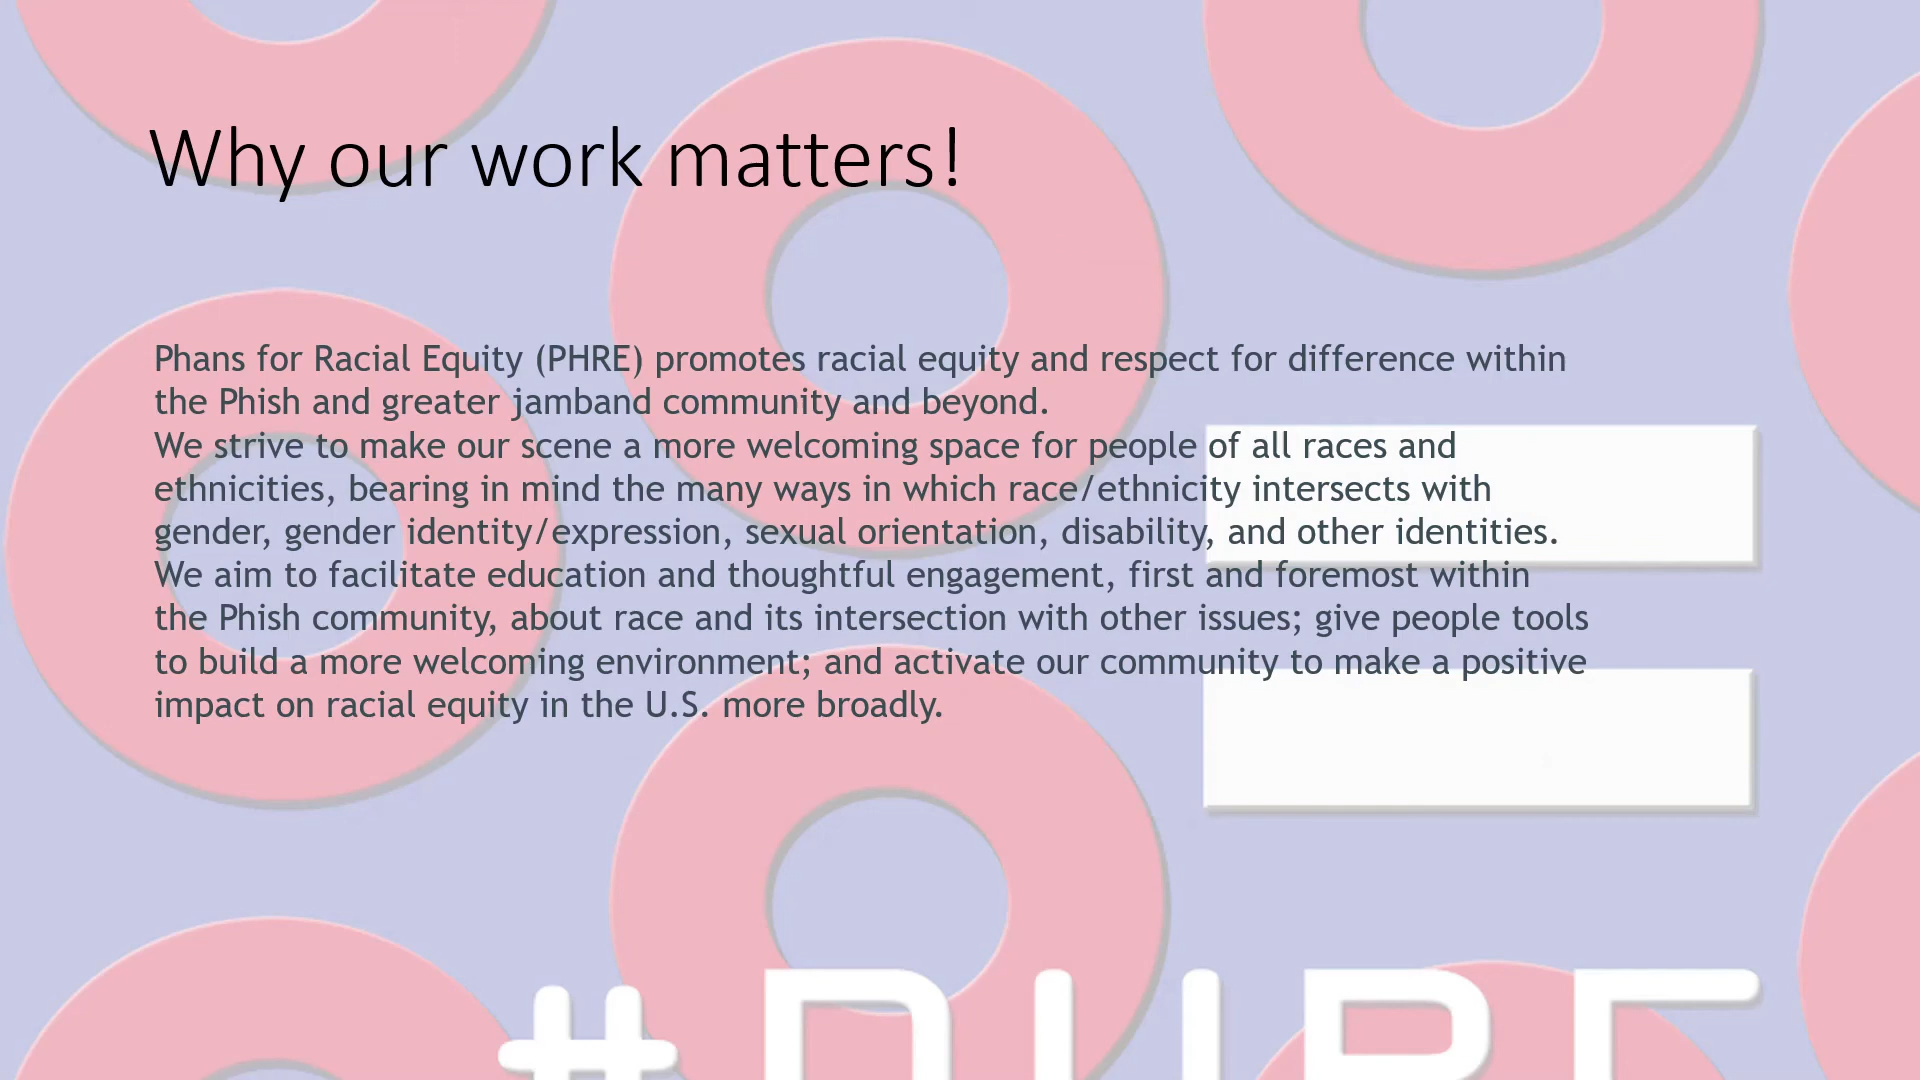 Why our work matters!
Phans for Racial Equity (PHRE) promotes racial equity and respect for difference within
the Phish and greater jamband community and beyond.
We strive to make our scene a more welcoming space for people of all races and
ethnicities, bearing in mind the many ways in which race/ethnicity intersects with
gender, gender identity/expression, sexual orientation, disability, and other identities.
We aim to facilitate education and thoughtful engagement, first and foremost within
the Phish community, about race and its intersection with other issues; give people tools
to build a more welcoming environment; and activate our community to make a positive
impact on racial equity in the U.S. more broadly.
#PHRE